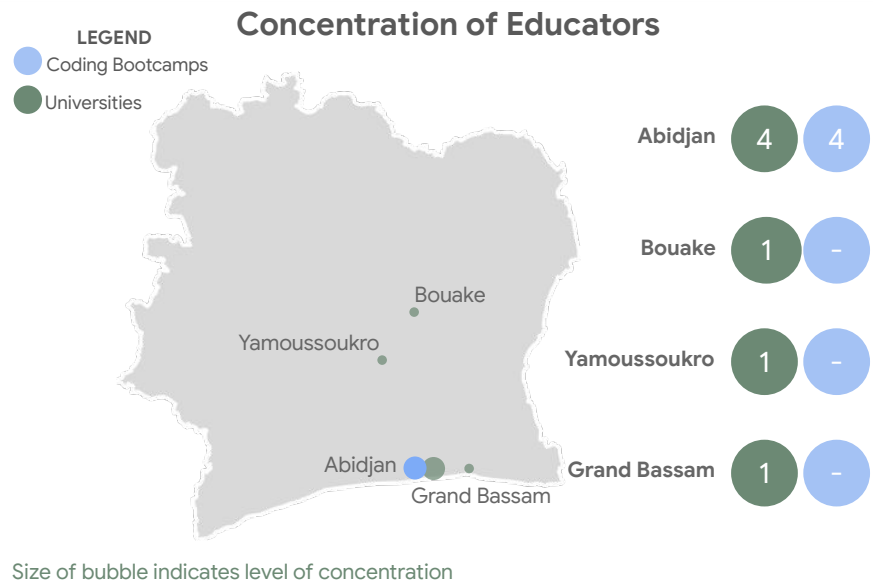 Concentration of Educators
LEGEND
Coding Bootcamps
Universities
Bouake
Yamoussoukro
Abidjan
Grand Bassam
Abidjan 4 4
Bouake 1 -
Yamoussoukro 1 -
Grand Bassam 1 -
Size of bubble indicates level of concentration